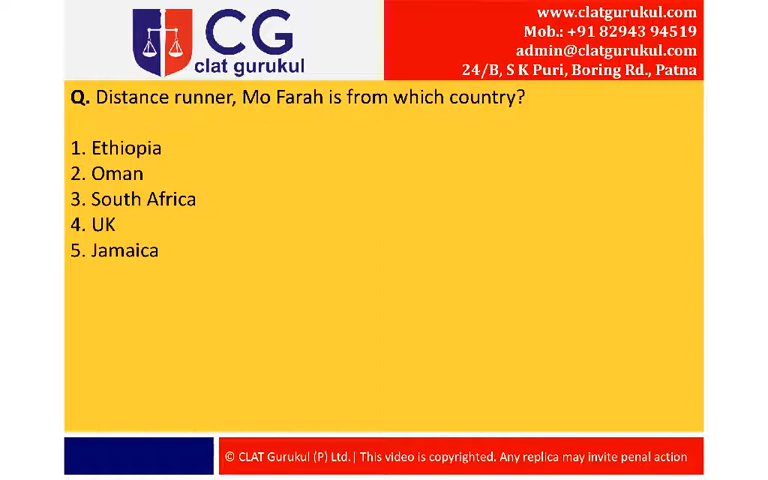 CG
clat gurukul
www.clatgurukul.com
Mob.: +91 82943 94519
admin@clatgurukul.com
24/B, S K Puri, Boring Rd., Patna
Q. Distance runner, Mo Farah is from which country?
1. Ethiopia
2. Oman
3. South Africa
4. UK
5. Jamaica
© CLAT Gurukul (P) Ltd.| This video is copyrighted. Any replica may invite penal action